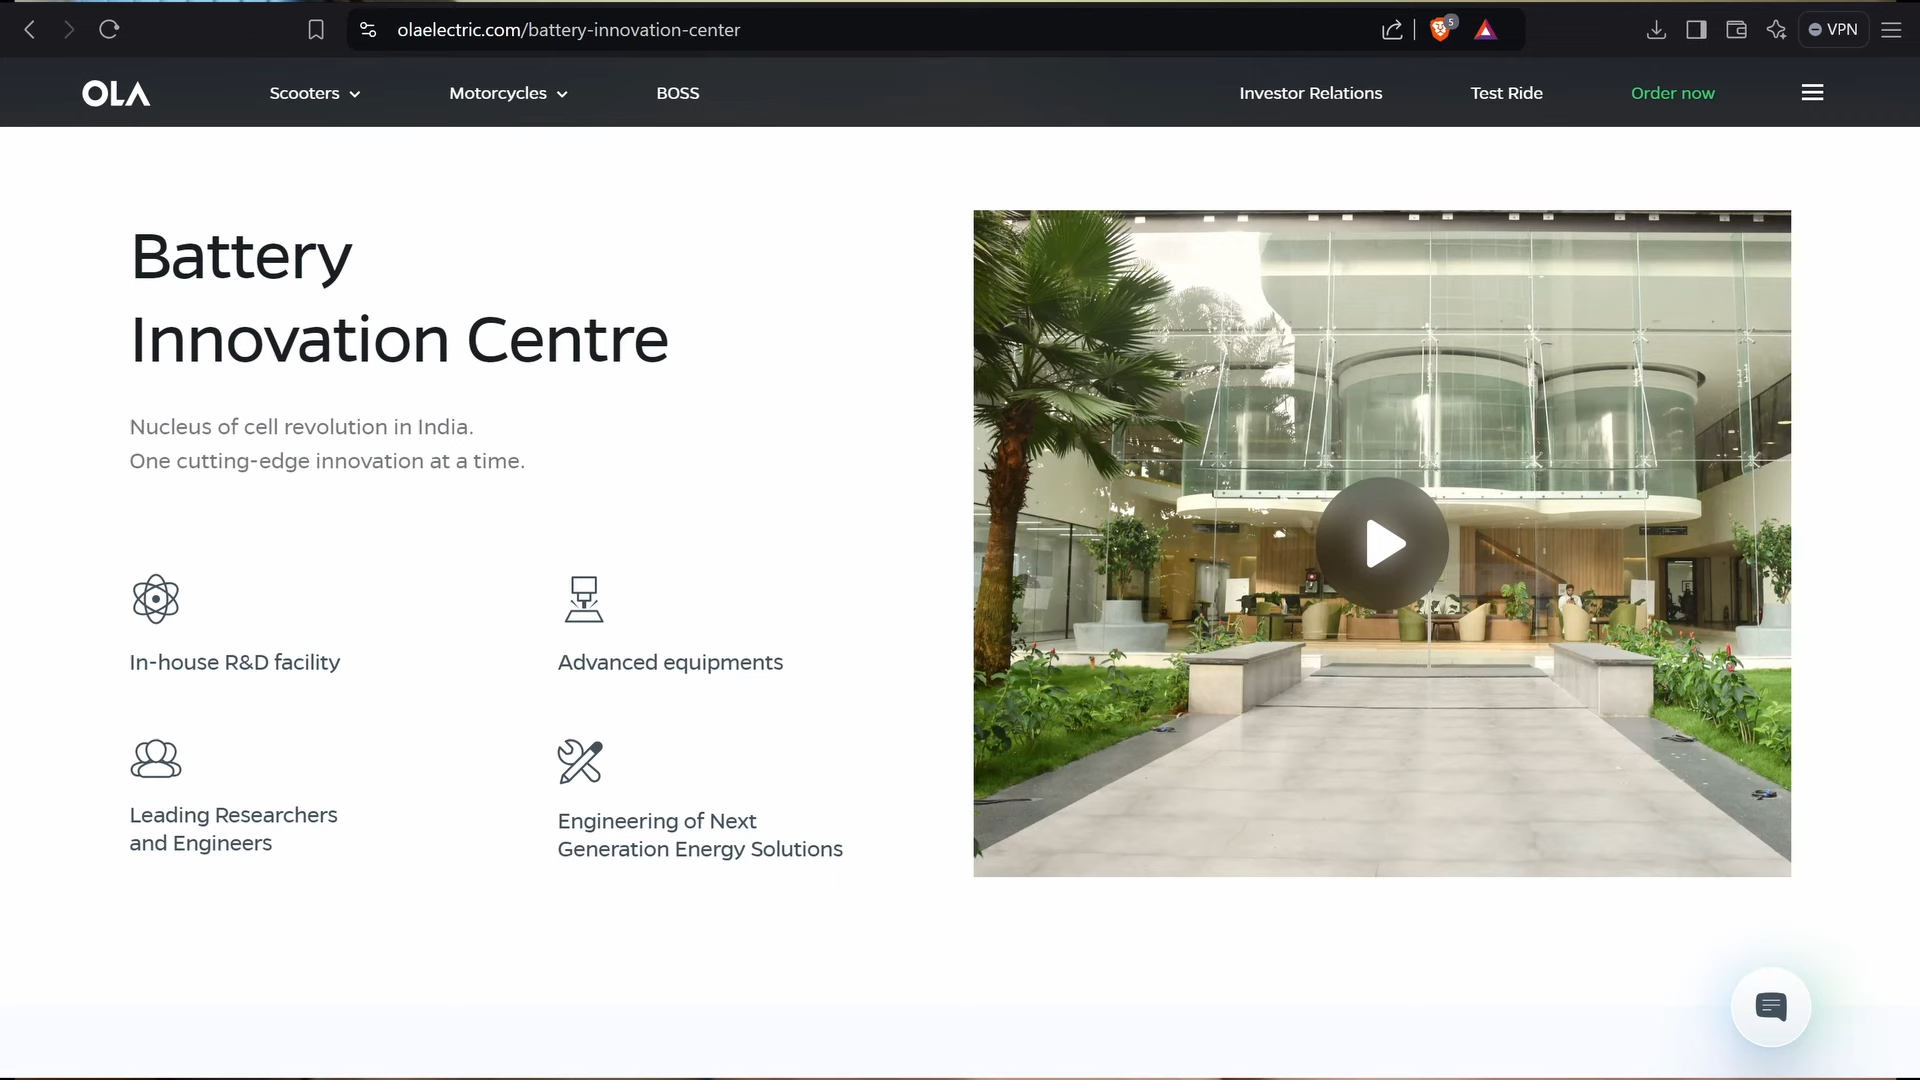 olaelectric.com/battery-innovation-center
5
VPN
OLA
Scooters
Motorcycles
BOSS
Investor Relations
Test Ride
Order now
Battery
Innovation Centre
Nucleus of cell revolution in India.
One cutting-edge innovation at a time.
In-house R&D facility
Advanced equipments
Leading Researchers
and Engineers
Engineering of Next
Generation Energy Solutions